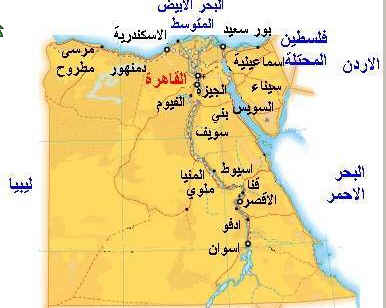 البحر الابيض
المتوسط
الاسكندرية
بور سعيد
فلسطين
المحتلة
الاردن
مرسى
مطروح
دمنهور
اسماعيلية
القاهرة
سيناء
الجيزة
الفيوم
السويس
بني
سويف
ليبيا
المنيا
ملوي
اسيوط
قنا
الاقصر
البحر
الاحمر
ادفو
اسوان